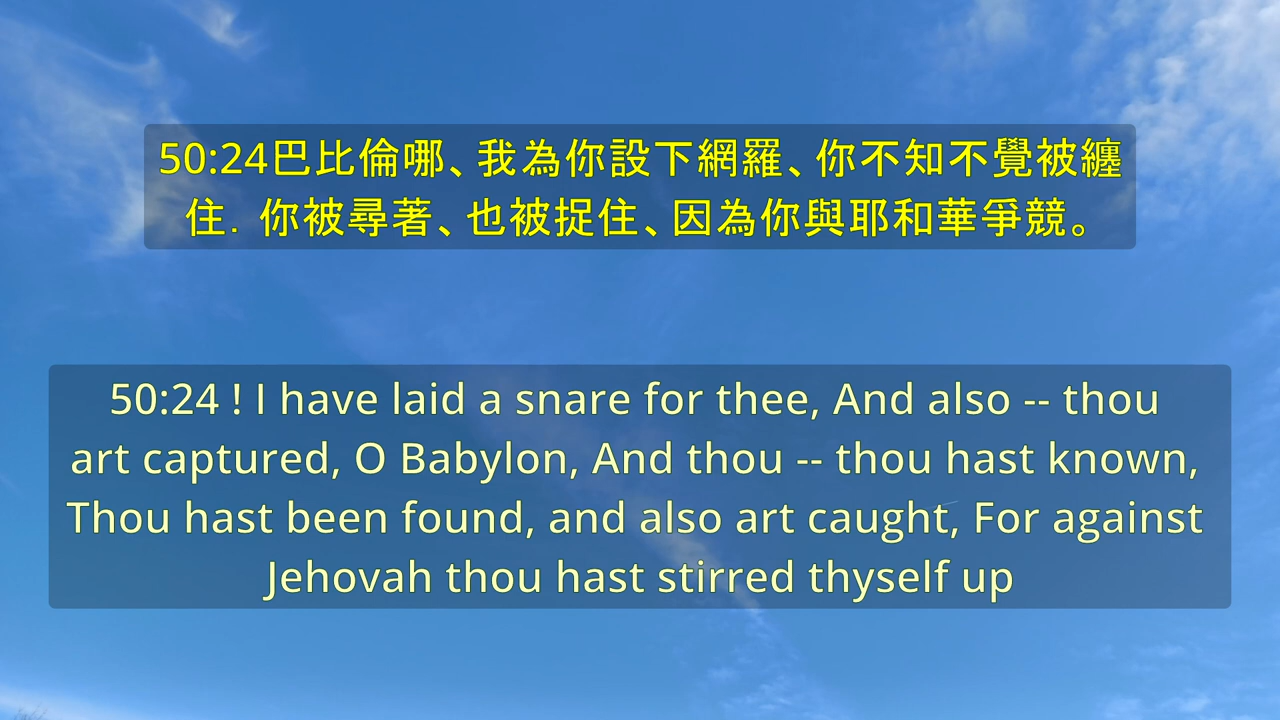 50:24巴比倫哪、我為你設下網羅、你不知不覺被纏
住．你被尋著、也被捉住、因為你與耶和華爭競。
50:24 ! I have laid a snare for thee, And also -- thou
art captured, O Babylon, And thou -- thou hast known,
Thou hast been found, and also art caught, For against
Jehovah thou hast stirred thyself up